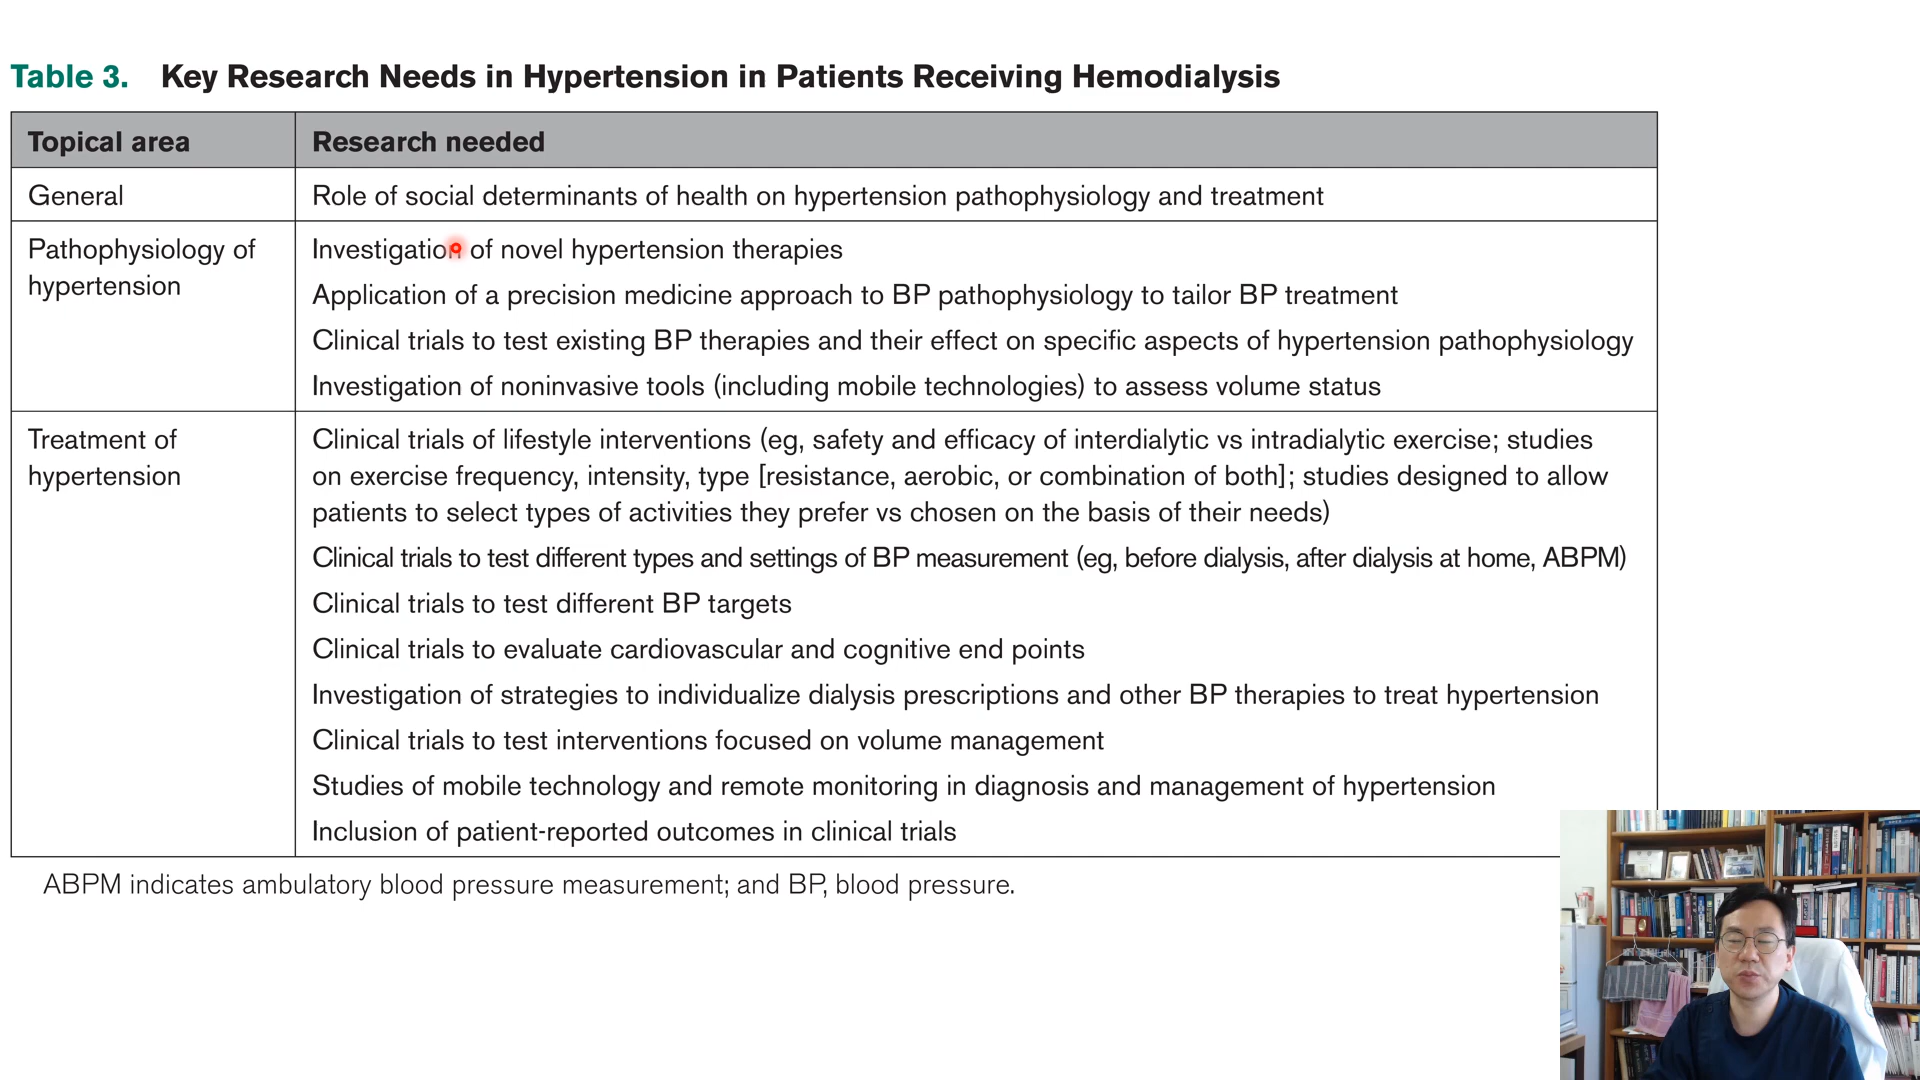 Table 3. Key Research Needs in Hypertension in Patients Receiving Hemodialysis
Topical area
Research needed
General
Role of social determinants of health on hypertension pathophysiology and treatment
Pathophysiology of
hypertension
Investigation of novel hypertension therapies
Application of a precision medicine approach to BP pathophysiology to tailor BP treatment
Clinical trials to test existing BP therapies and their effect on specific aspects of hypertension pathophysiology
Investigation of noninvasive tools (including mobile technologies) to assess volume status
Treatment of
hypertension
Clinical trials of lifestyle interventions (eg, safety and efficacy of interdialytic vs intradialytic exercise; studies
on exercise frequency, intensity, type [resistance, aerobic, or combination of both]; studies designed to allow
patients to select types of activities they prefer vs chosen on the basis of their needs)
Clinical trials to test different types and settings of BP measurement (eg, before dialysis, after dialysis at home, ABPM)
Clinical trials to test different BP targets
Clinical trials to evaluate cardiovascular and cognitive end points
Investigation of strategies to individualize dialysis prescriptions and other BP therapies to treat hypertension
Clinical trials to test interventions focused on volume management
Studies of mobile technology and remote monitoring in diagnosis and management of hypertension
Inclusion of patient-reported outcomes in clinical trials
ABPM indicates ambulatory blood pressure measurement; and BP, blood pressure.